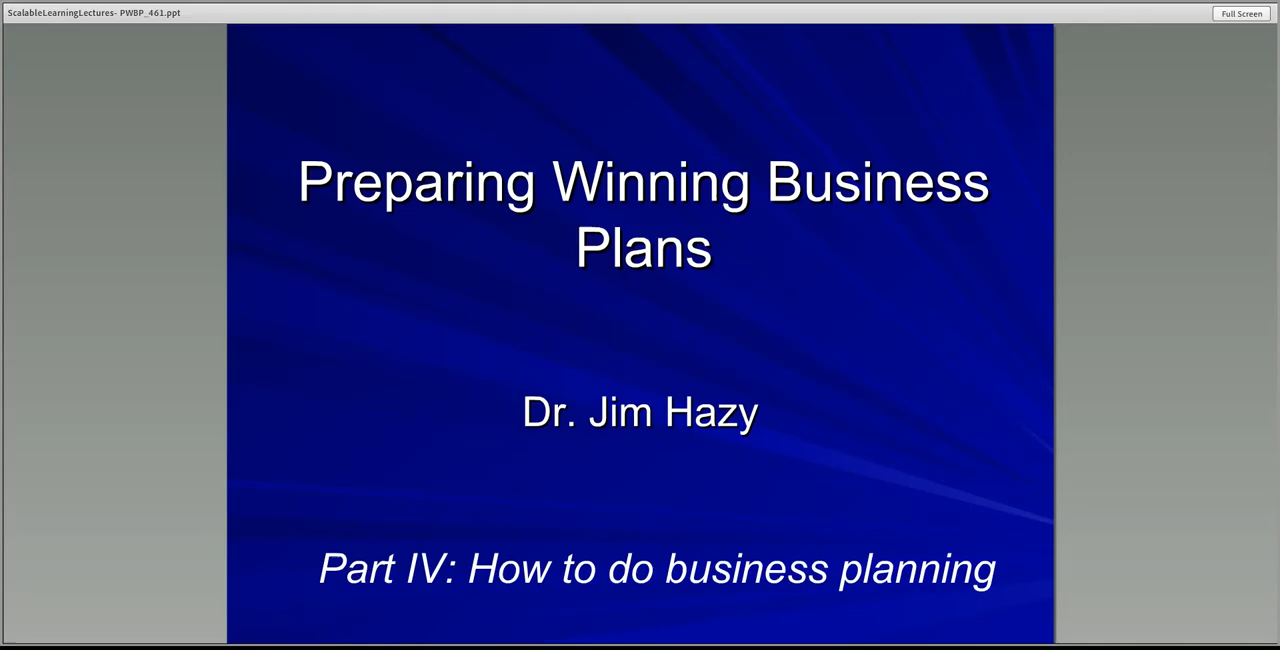 ScalableLearningLectures- PWBP_461.ppt
Full Screen
Preparing Winning Business
Plans
Dr. Jim Hazy
Part IV: How to do business planning